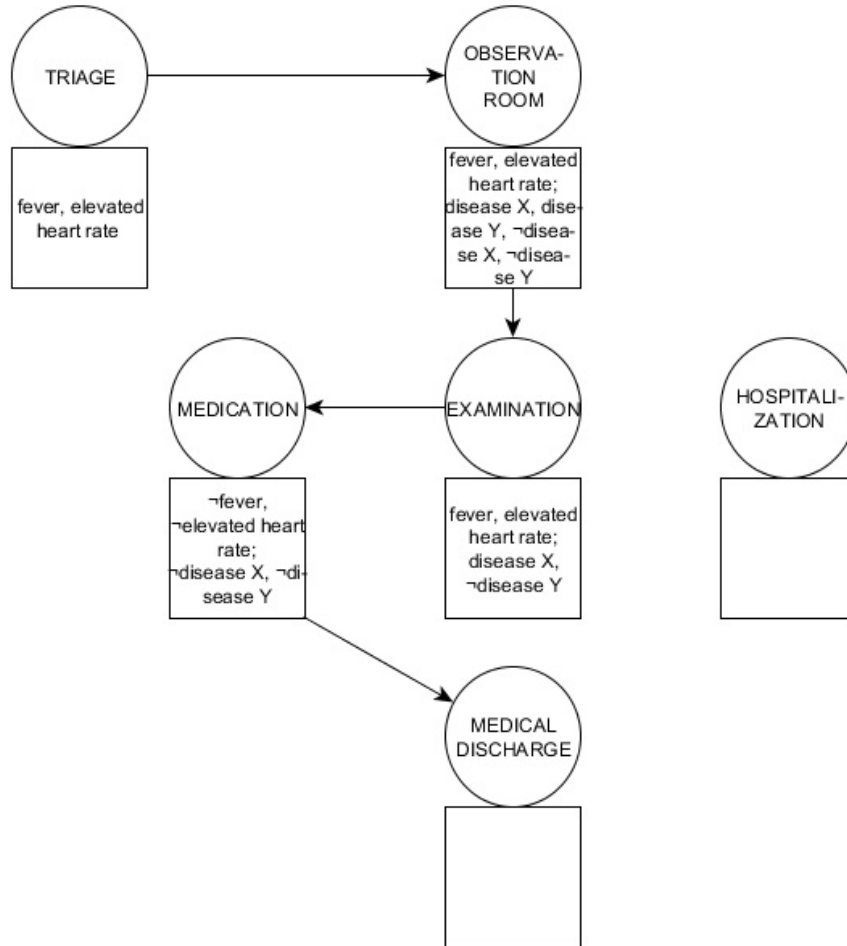 TRIAGE
OBSERVA-
TION
ROOM
fever, elevated
heart rate
fever, elevated
heart rate;
disease X, dise-
ase Y, ¬disea-
se X, ¬disea-
se Y
MEDICATION
EXAMINATION
HOSPITALI-
ZATION
¬fever,
¬elevated heart
rate;
¬disease X, ¬di-
sease Y
fever, elevated
heart rate;
disease X,
¬disease Y
MEDICAL
DISCHARGE